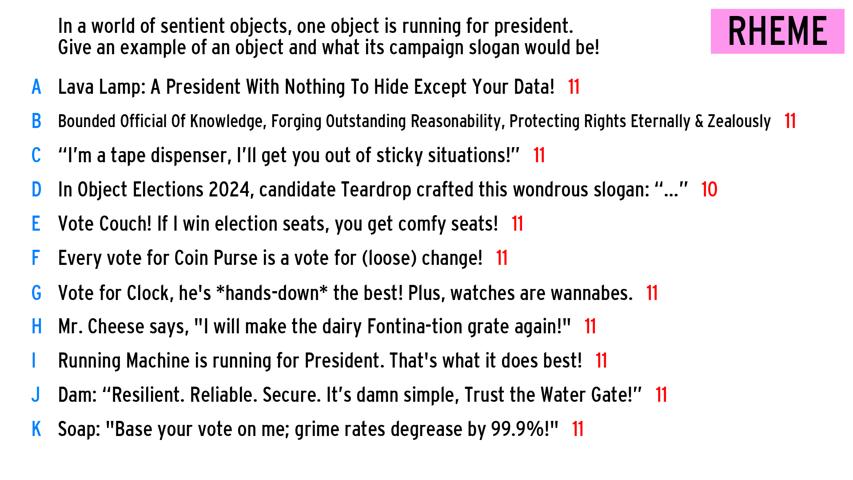 In a world of sentient objects, one object is running for president.
Give an example of an object and what its campaign slogan would be!
RHEME
A Lava Lamp: A President With Nothing To Hide Except Your Data! 11
B Bounded Official Of Knowledge, Forging Outstanding Reasonability, Protecting Rights Eternally & Zealously 11
C “I’m a tape dispenser, I’ll get you out of sticky situations!” 11
D In Object Elections 2024, candidate Teardrop crafted this wondrous slogan: “...” 10
E Vote Couch! If I win election seats, you get comfy seats! 11
F Every vote for Coin Purse is a vote for (loose) change! 11
G Vote for Clock, he's *hands-down* the best! Plus, watches are wannabes. 11
H Mr. Cheese says, "I will make the dairy Fontina-tion grate again!" 11
I Running Machine is running for President. That's what it does best! 11
J Dam: “Resilient. Reliable. Secure. It’s damn simple, Trust the Water Gate!” 11
K Soap: "Base your vote on me; grime rates degrease by 99.9%!" 11